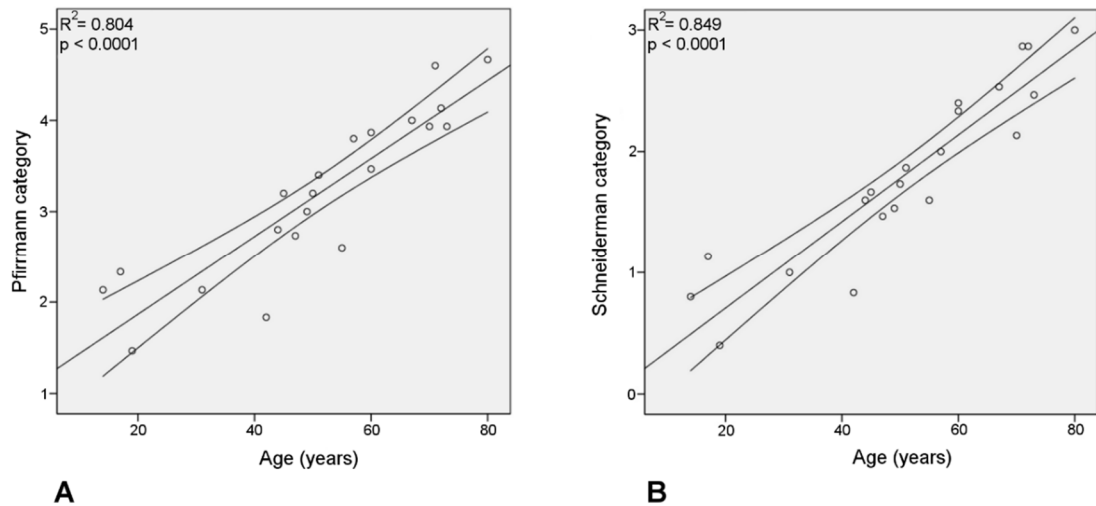 R²= 0.804
p < 0.0001
5
4
3
2
1
Pfirrmann category
20 40 60 80
Age (years)
A
R²= 0.849
p < 0.0001
3
2
1
0
Schneiderman category
20 40 60 80
Age (years)
B